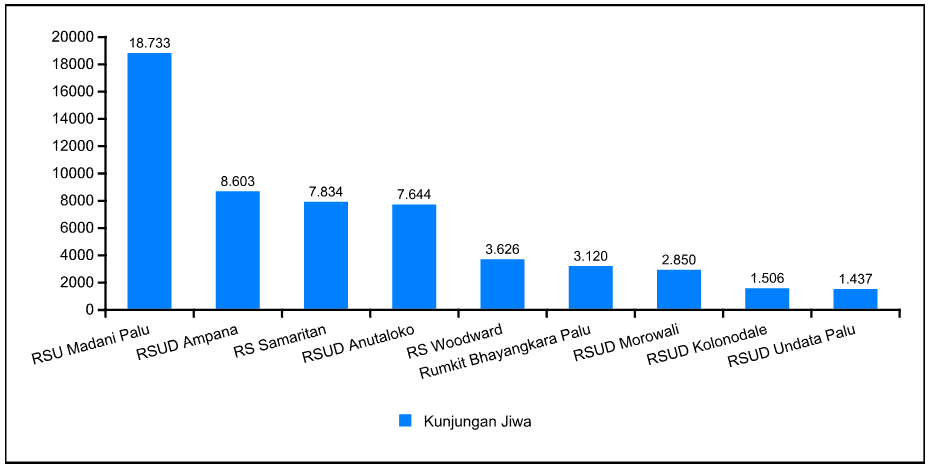 20000
18000
16000
14000
12000
10000
8000
6000
4000
2000
0
18.733
8.603
7.834
7.644
3.626
3.120
2.850
1.506
1.437
RSU Madani Palu
RSUD Ampana
RS Samaritan
RSUD Anutaloko
RS Woodward
Rumkit Bhayangkara Palu
RSUD Morowali
RSUD Kolonodale
RSUD Undata Palu
Kunjungan Jiwa